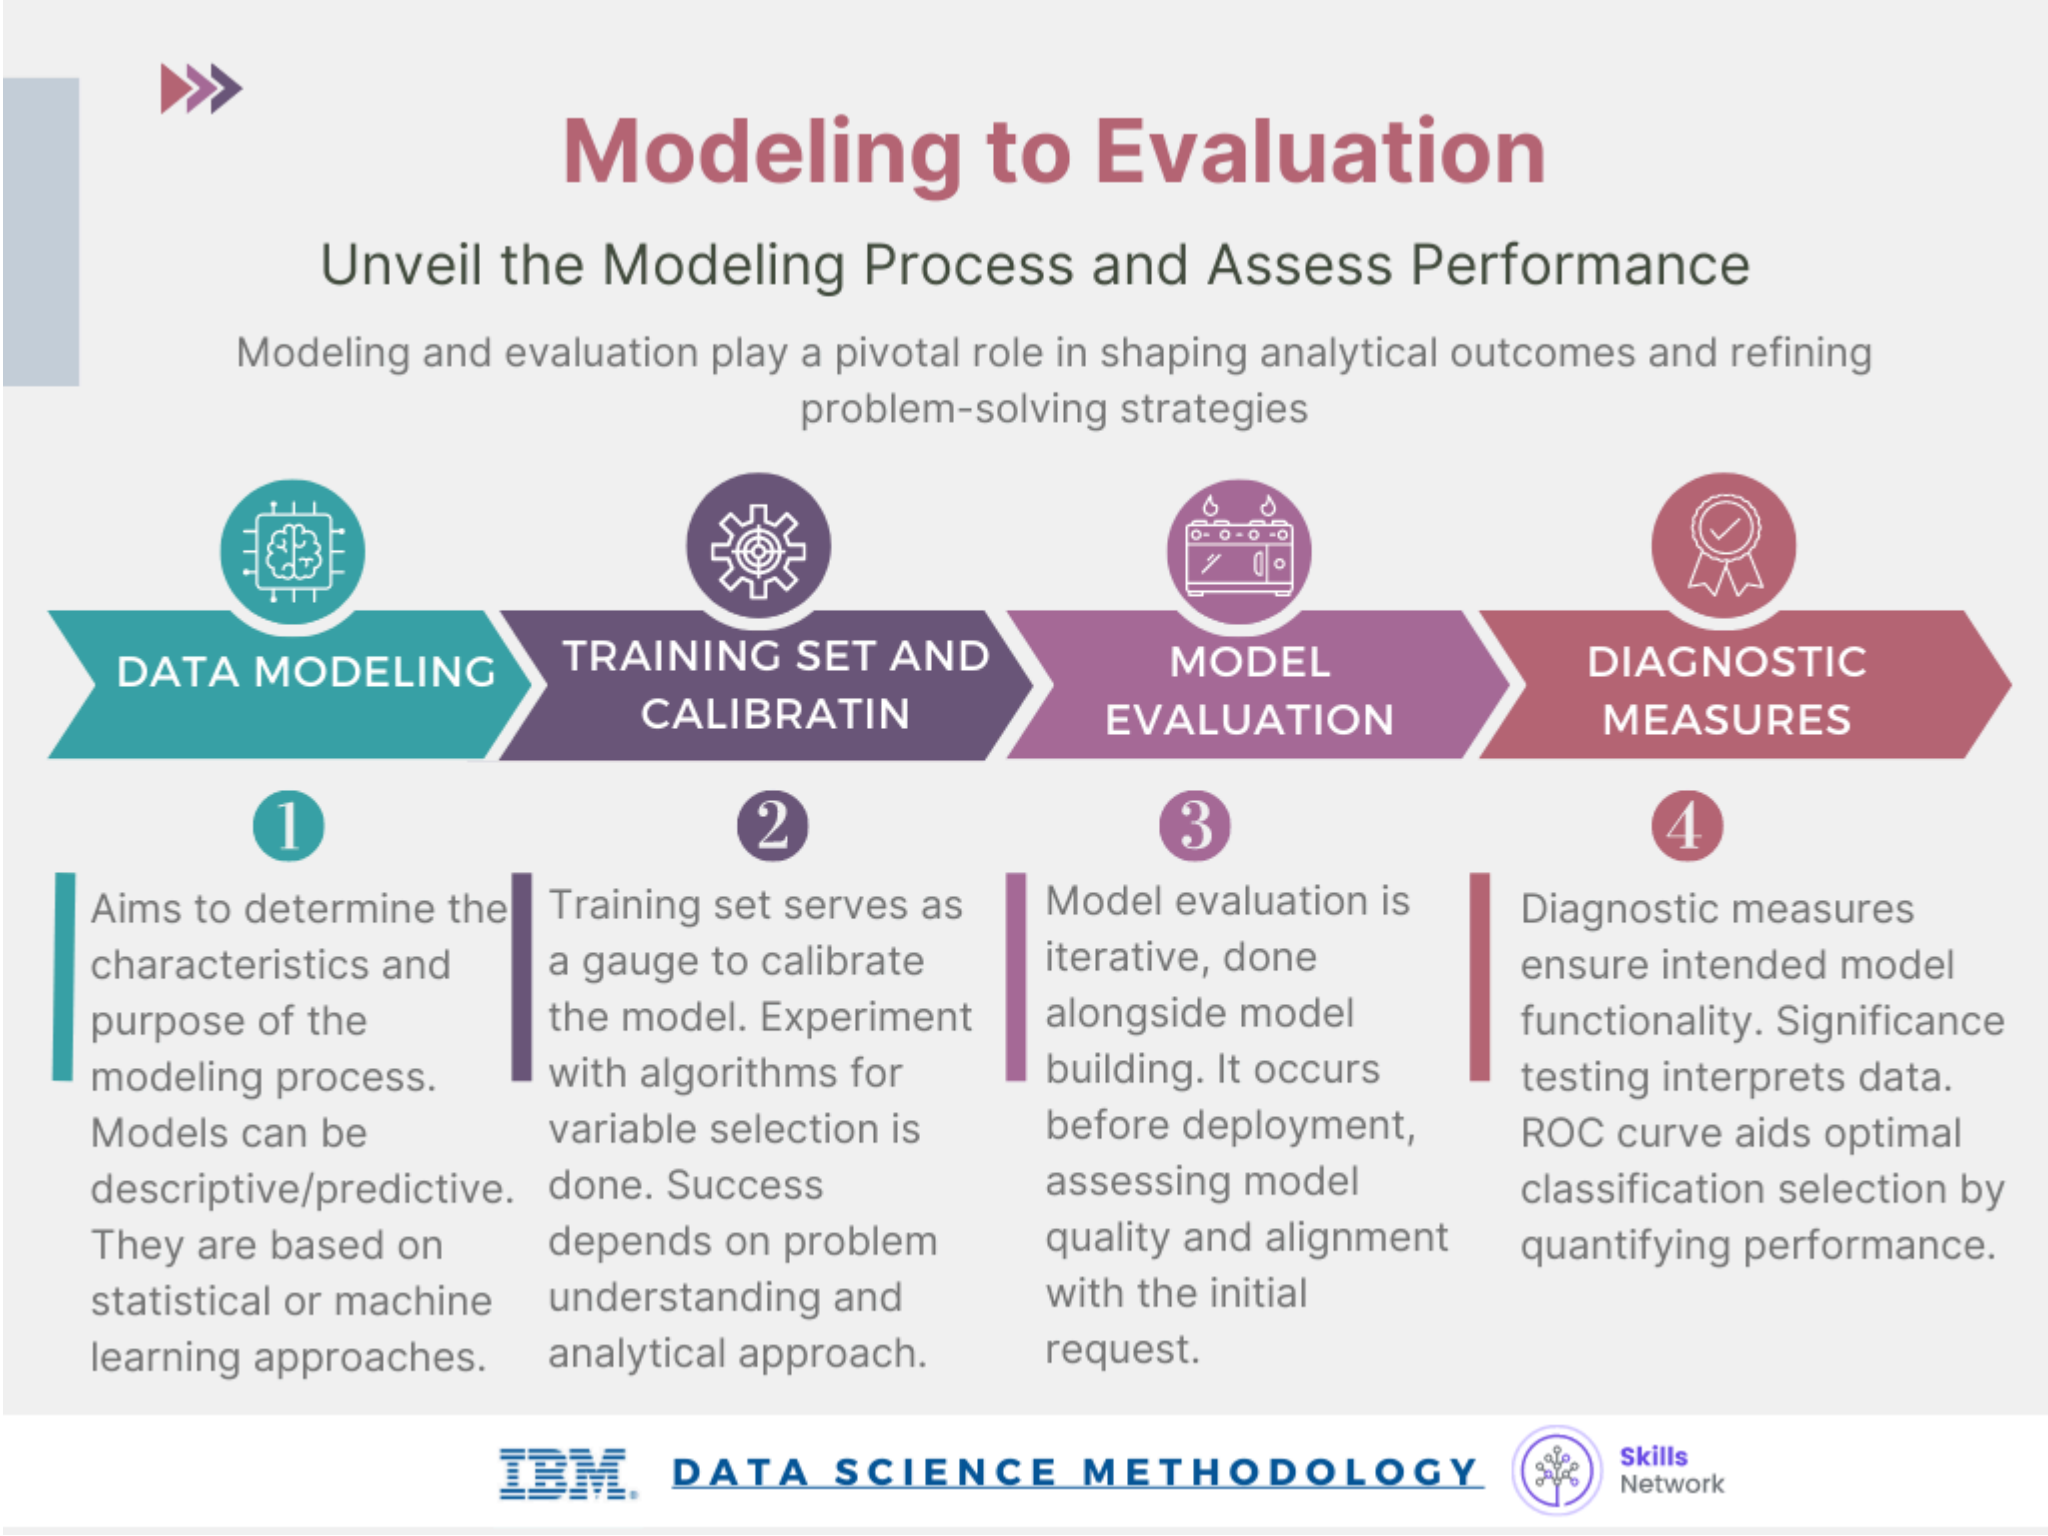 Modeling to Evaluation
Unveil the Modeling Process and Assess Performance
Modeling and evaluation play a pivotal role in shaping analytical outcomes and refining
problem-solving strategies
DATA MODELING
TRAINING SET AND
CALIBRATIN
MODEL
EVALUATION
DIAGNOSTIC
MEASURES
1
Aims to determine the
characteristics and
purpose of the
modeling process.
Models can be
descriptive/predictive.
They are based on
statistical or machine
learning approaches.
2
Training set serves as
a gauge to calibrate
the model. Experiment
with algorithms for
variable selection is
done. Success
depends on problem
understanding and
analytical approach.
3
Model evaluation is
iterative, done
alongside model
building. It occurs
before deployment,
assessing model
quality and alignment
with the initial
request.
4
Diagnostic measures
ensure intended model
functionality. Significance
testing interprets data.
ROC curve aids optimal
classification selection by
quantifying performance.
IBM®
DATA SCIENCE METHODOLOGY
Skills
Network